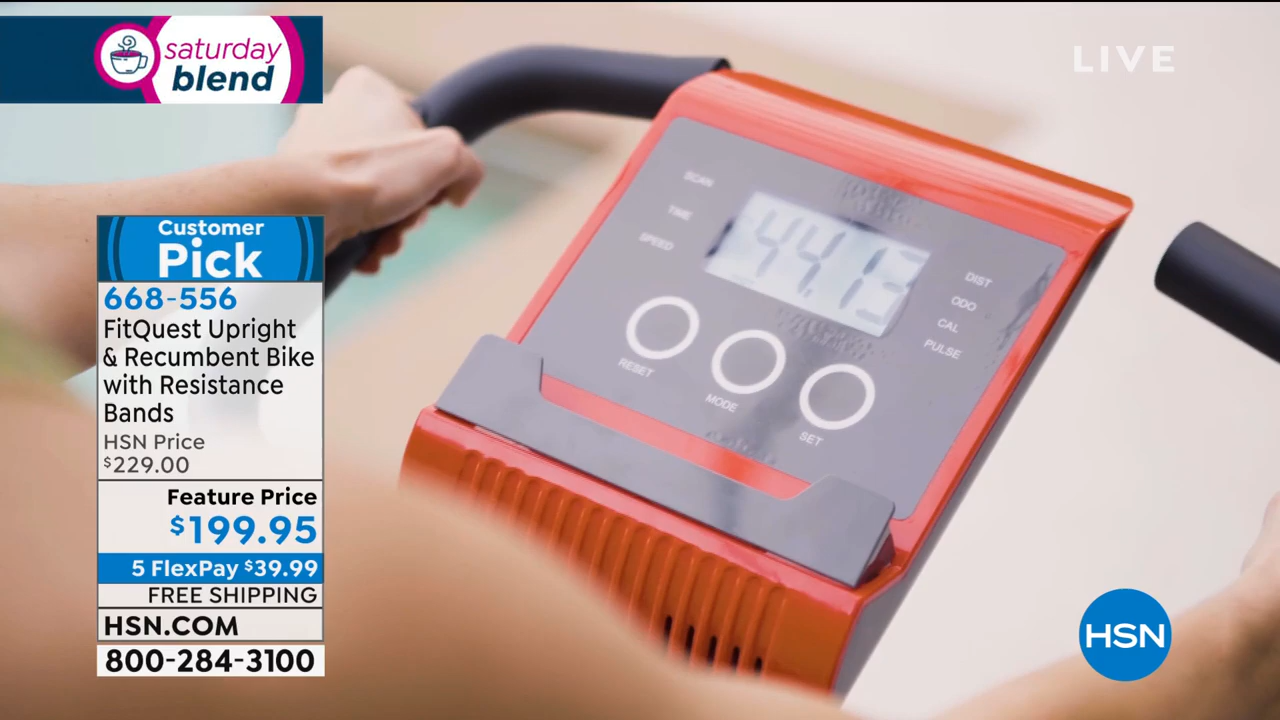 saturday
blend
LIVE
Customer
Pick
668-556
FitQuest Upright
& Recumbent Bike
with Resistance
Bands
HSN Price
$229.00
Feature Price
$199.95
5 FlexPay $39.99
FREE SHIPPING
HSN.COM
800-284-3100
SCAN
TIME
SPEED
DIST
ODO
CAL
PULSE
RESET
MODE
SET
HSN